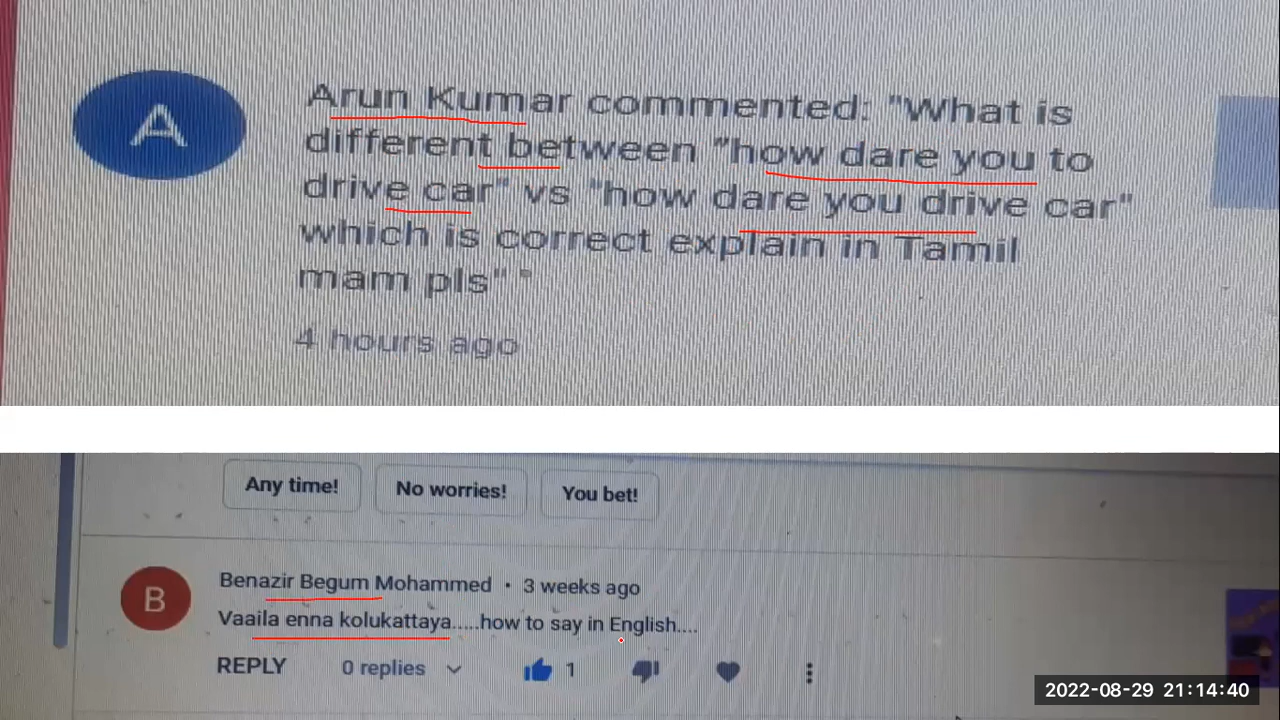 A
Arun Kumar commented: "What is
different between "how dare you to
drive car" vs "how dare you drive car"
which is correct explain in Tamil
mam pls" "
4 hours ago
Any time!
No worries!
You bet!
B
Benazir Begum Mohammed • 3 weeks ago
Vaaila enna kolukattaya.....how to say in English....
REPLY
0 replies
1
2022-08-29 21:14:40